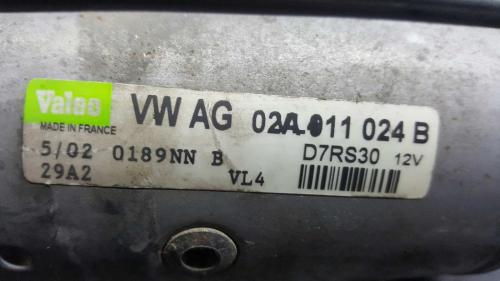 Valeo
MADE IN FRANCE
VW AG 02A.911 024 B
5/02 0189NN B D7RS30 12V
29A2 VL4